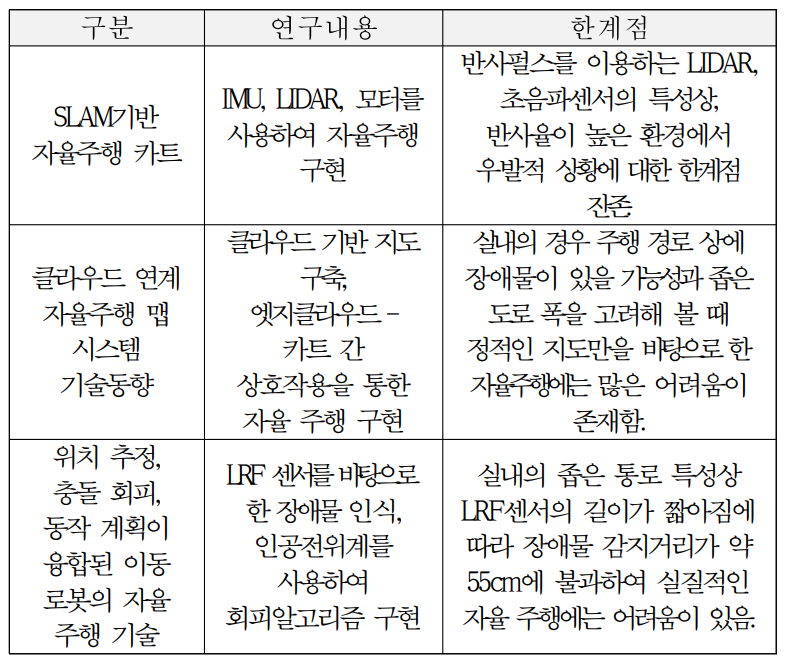 구분
연구내용
한계점
SLAM기반
자율주행 카트
IMU, LIDAR, 모터를
사용하여 자율주행
구현
반사펄스를 이용하는 LIDAR,
초음파센서의 특성상,
반사율이 높은 환경에서
우발적 상황에 대한 한계점
잔존.
클라우드 연계
자율주행 맵
시스템
기술동향
클라우드 기반 지도
구축,
엣지클라우드 –
카트 간
상호작용을 통한
자율 주행 구현
실내의 경우 주행 경로 상에
장애물이 있을 가능성과 좁은
도로 폭을 고려해 볼 때
정적인 지도만을 바탕으로 한
자율주행에는 많은 어려움이
존재함.
위치 추정,
충돌 회피,
동작 계획이
융합된 이동
로봇의 자율
주행 기술
LRF 센서를 바탕으로
한 장애물 인식,
인공전위계를
사용하여
회피알고리즘 구현
실내의 좁은 통로 특성상
LRF센서의 길이가 짧아짐에
따라 장애물 감지거리가 약
55cm에 불과하여 실질적인
자율 주행에는 어려움이 있음.